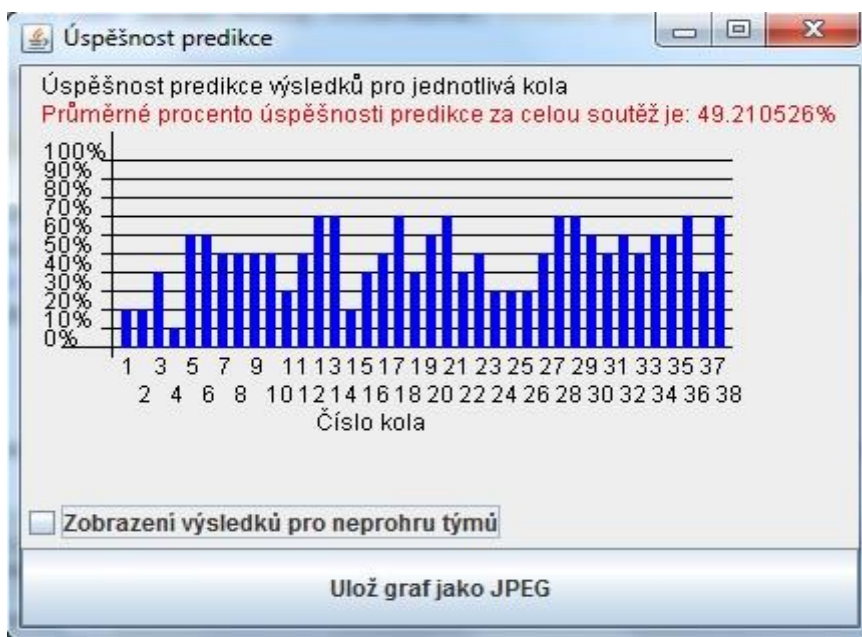 Úspěšnost predikce
Úspěšnost predikce výsledků pro jednotlivá kola
Průměrné procento úspěšnosti predikce za celou soutěž je: 49.210526%
100%
90%
80%
70%
60%
50%
40%
30%
20%
10%
0%
1 3 5 7 9 11 13 15 17 19 21 23 25 27 29 31 33 35 37
2 4 6 8 10 12 14 16 18 20 22 24 26 28 30 32 34 36 38
Číslo kola
Zobrazení výsledků pro neprohru týmů
Ulož graf jako JPEG